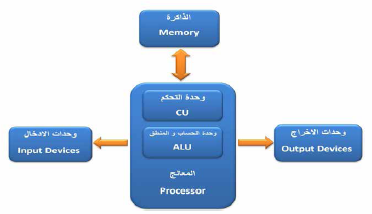 الذاكرة
Memory
وحدة التحكم
CU
وحدة الحساب و المنطق
ALU
المعالج
Processor
وحدات الادخال
Input Devices
وحدات الاخراج
Output Devices